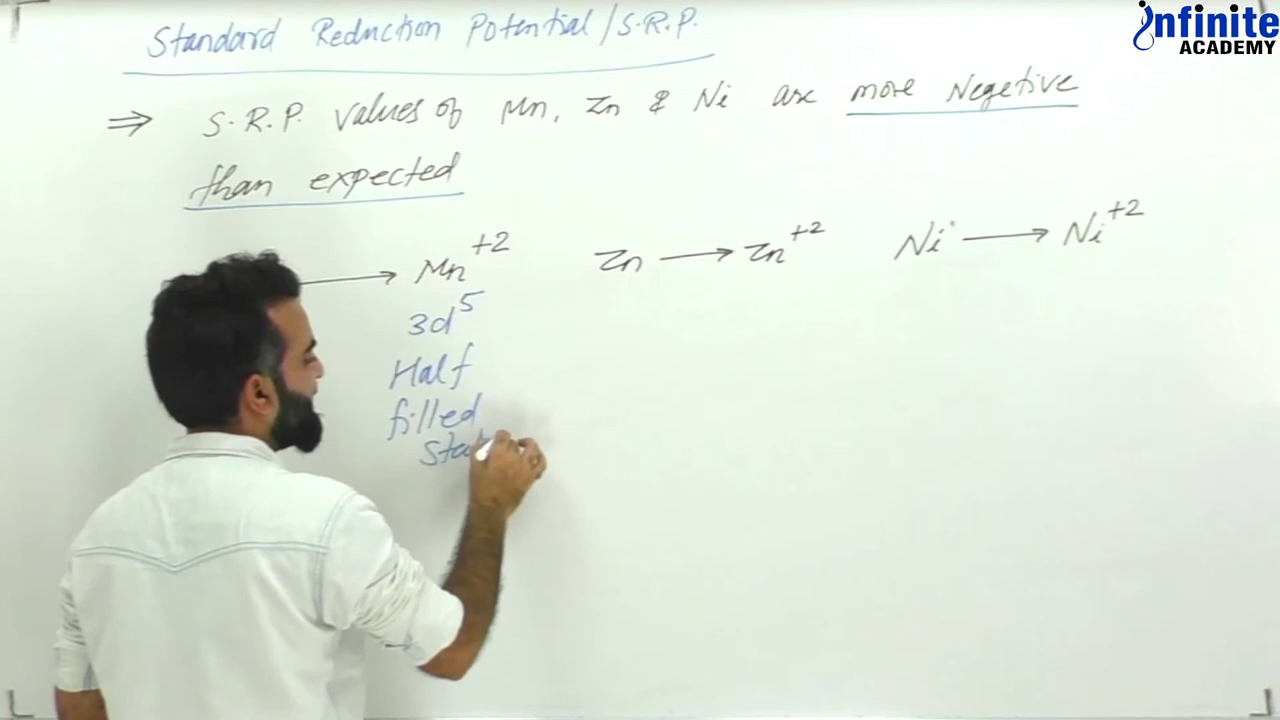 Infinite
ACADEMY
Standard Reduction Potential / S.R.P.
⇒ S.R.P. values of Mn, Zn & Ni are more Negetive
than expected
→ Mn+2 Zn → Zn+2 Ni → Ni+2
3d5
Half
filled